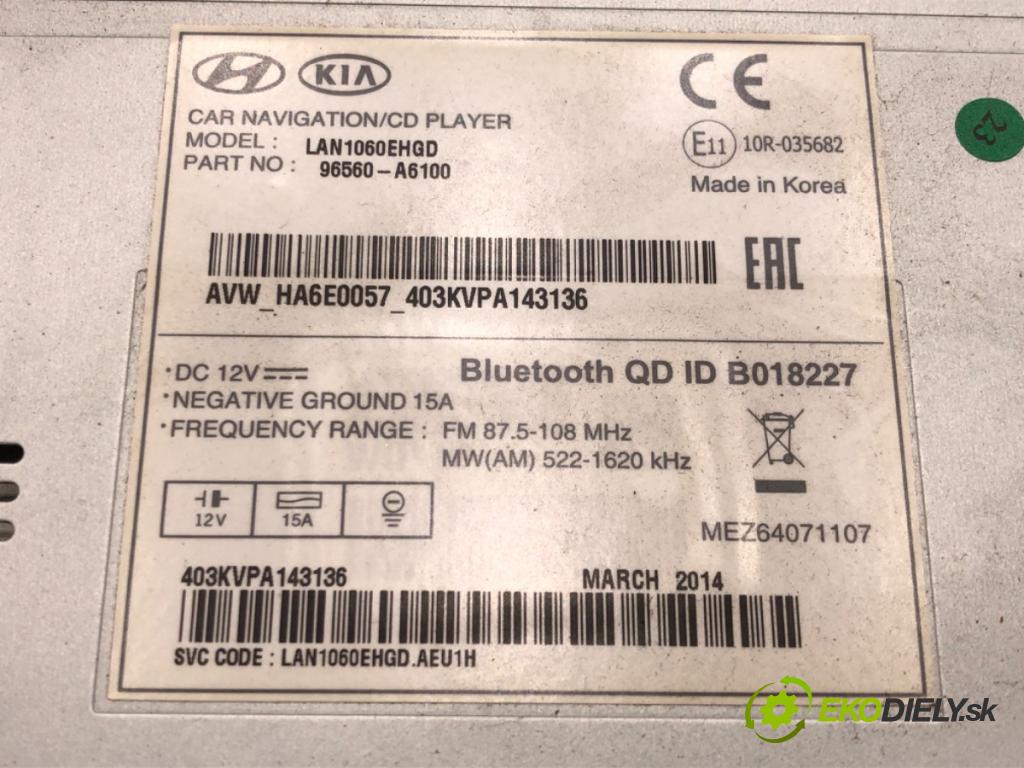 KIA
CE
CAR NAVIGATION/CD PLAYER
MODEL : LAN1060EHGD
PART NO : 96560-A6100
E11 10R-035682
Made in Korea
23
EAC
AVW_HA6E0057_403KVPA143136
·DC 12V
Bluetooth QD ID B018227
·NEGATIVE GROUND 15A
·FREQUENCY RANGE : FM 87.5-108 MHz
MW(AM) 522-1620 kHz
12V 15A
MEZ64071107
403KVPA143136 MARCH 2014
SVC CODE : LAN1060EHGD.AEU1H
EKODIELY.sk